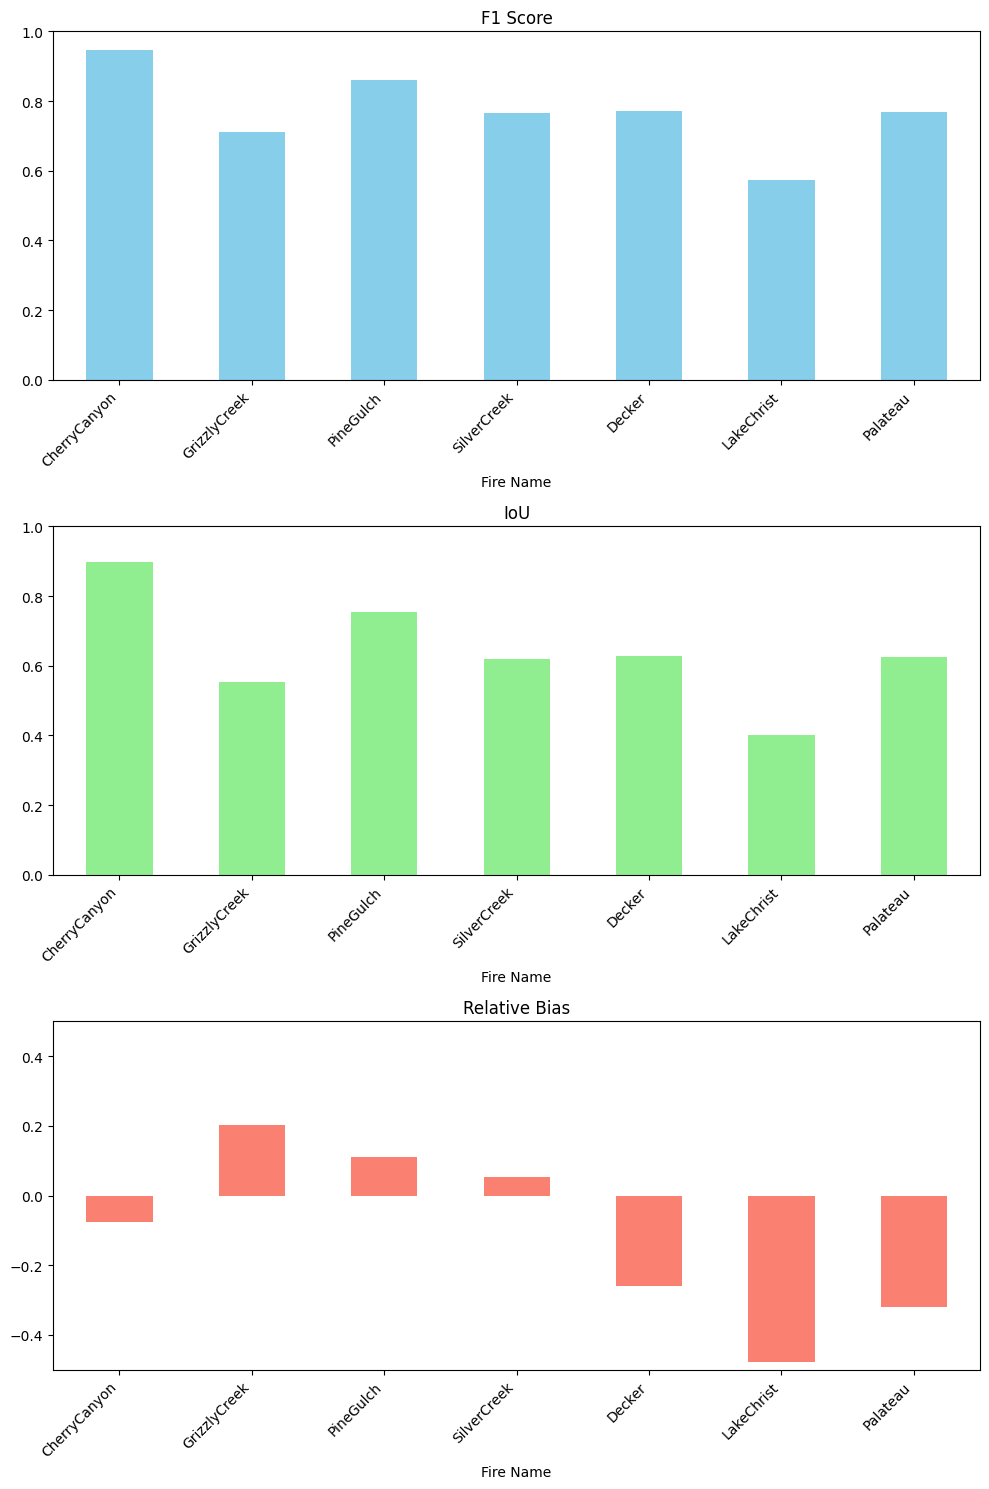 F1 Score
1.0
0.8
0.6
0.4
0.2
0.0
CherryCanyon
GrizzlyCreek
PineGulch
SilverCreek
Decker
LakeChrist
Palateau
Fire Name
IoU
1.0
0.8
0.6
0.4
0.2
0.0
CherryCanyon
GrizzlyCreek
PineGulch
SilverCreek
Decker
LakeChrist
Palateau
Fire Name
Relative Bias
0.4
0.2
0.0
−0.2
−0.4
CherryCanyon
GrizzlyCreek
PineGulch
SilverCreek
Decker
LakeChrist
Palateau
Fire Name